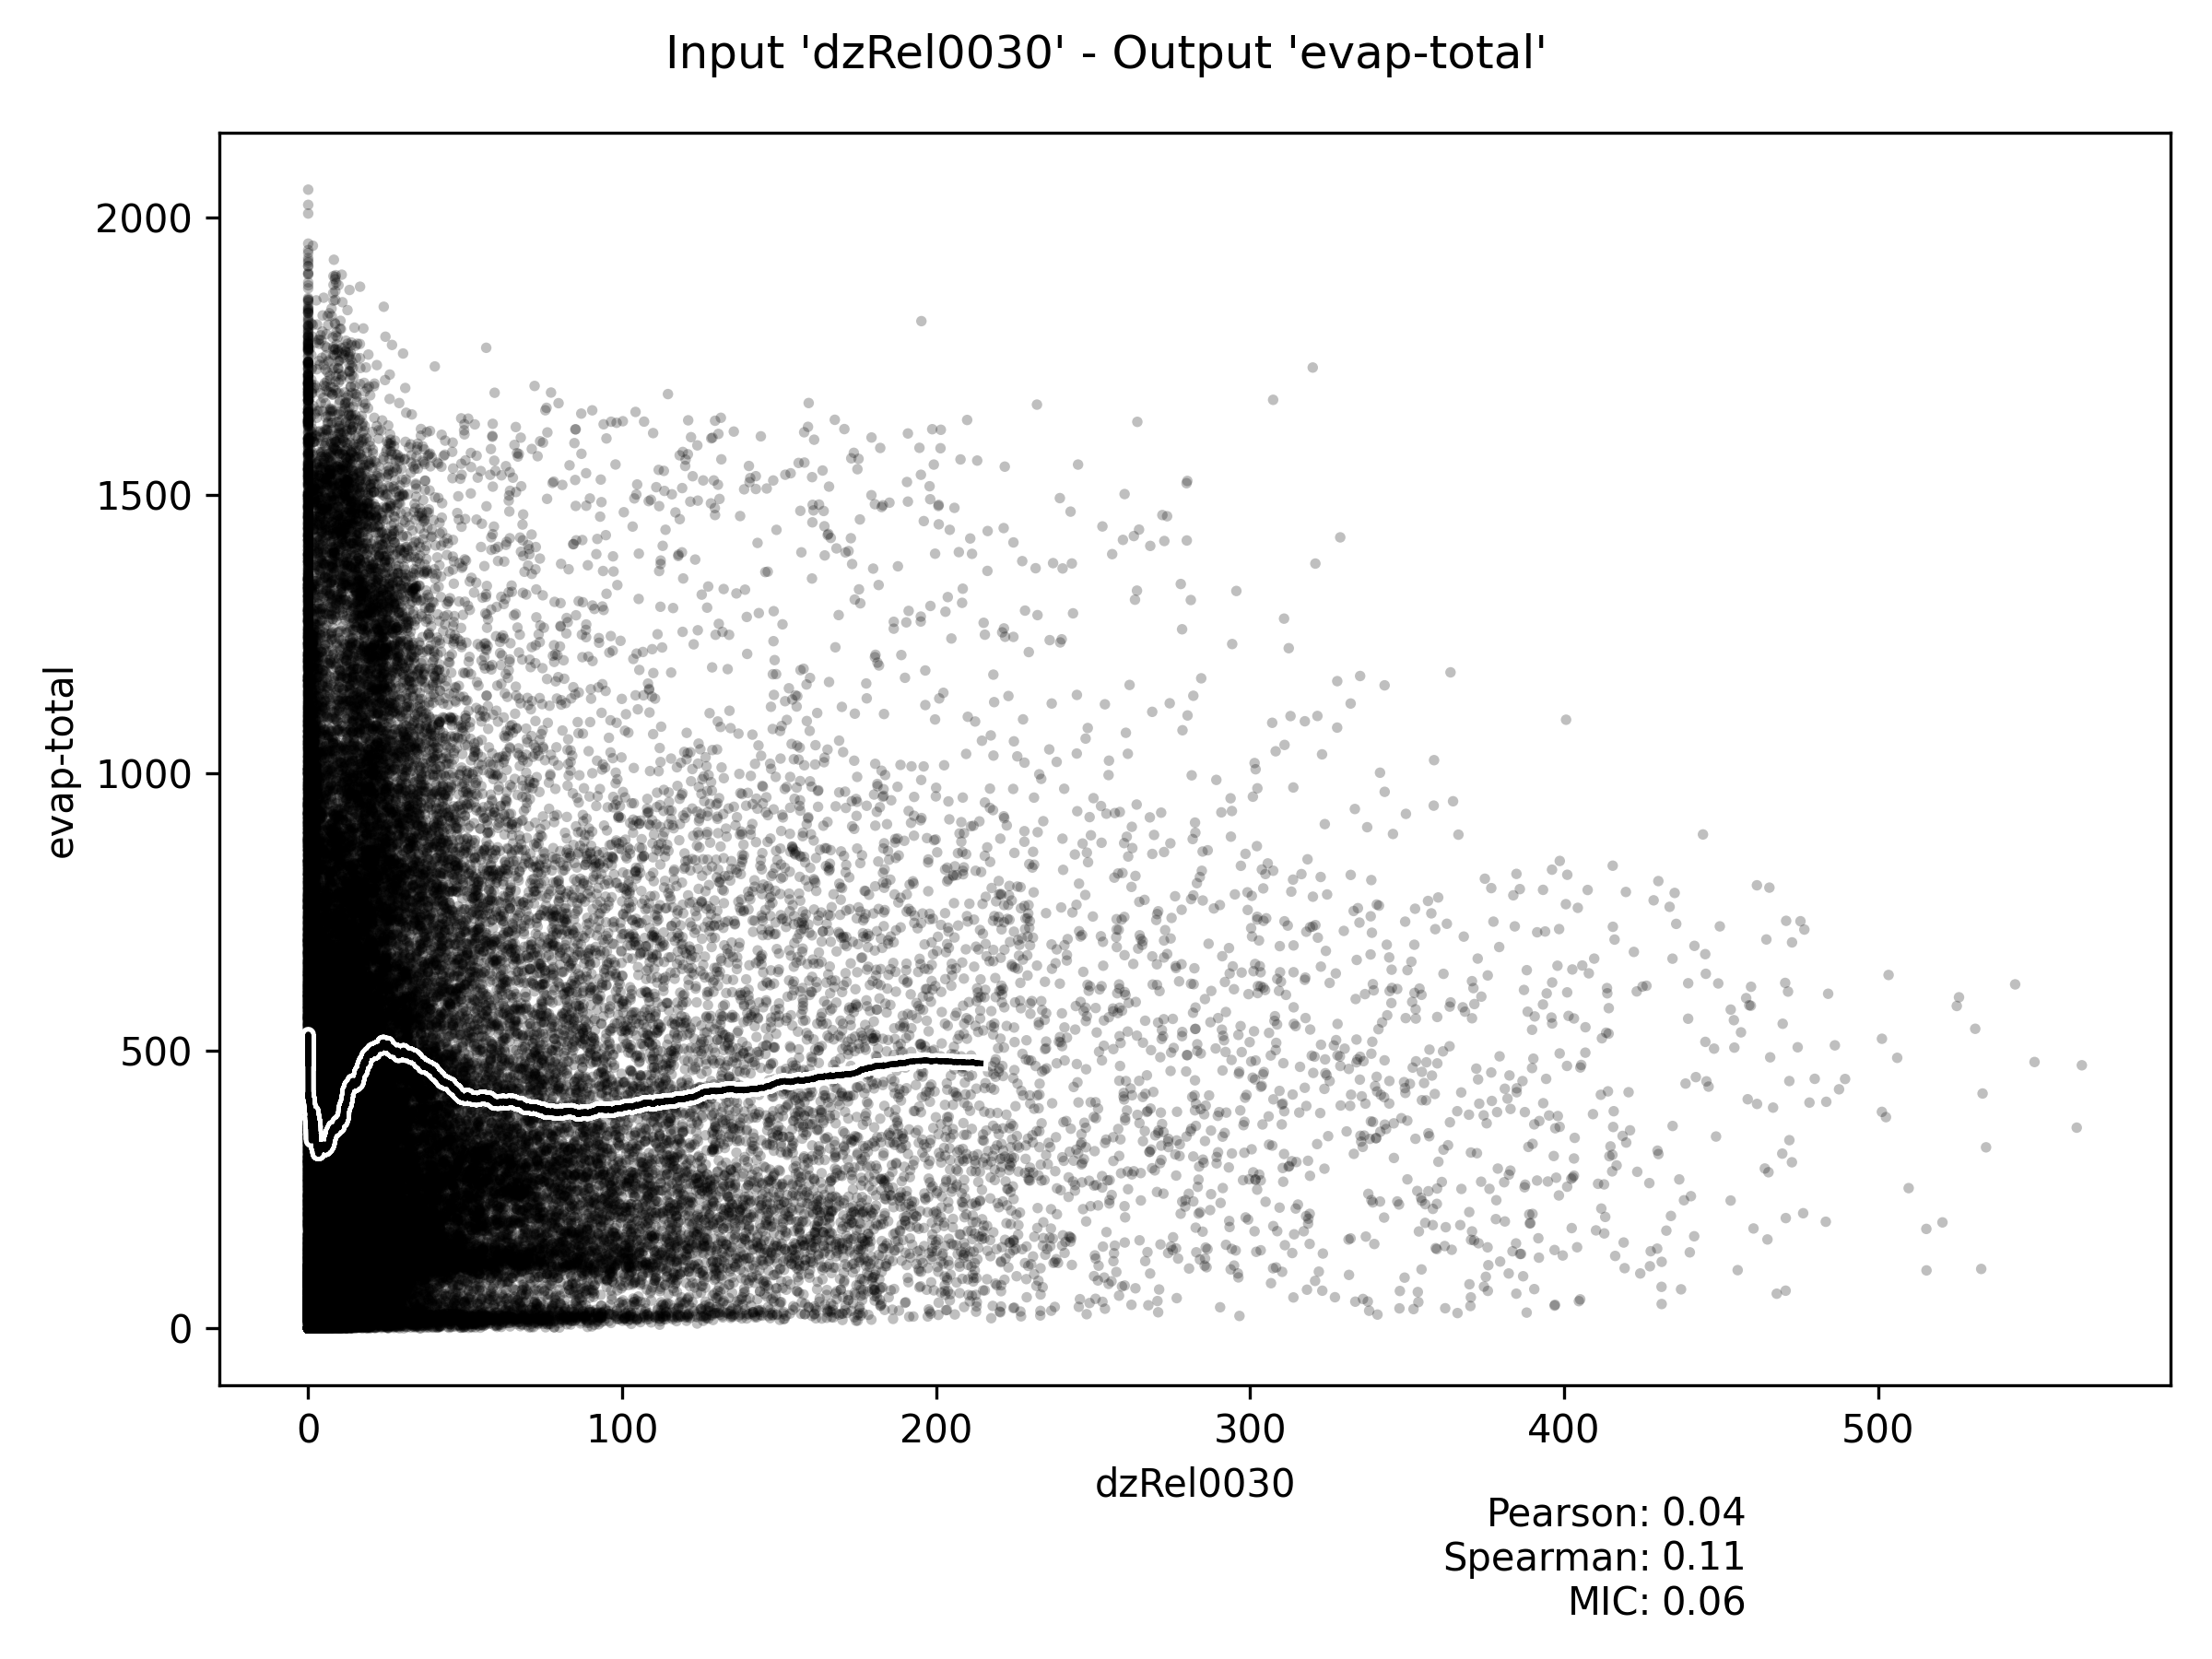 Input 'dzRel0030' - Output 'evap-total'
2000
1500
1000
500
0
evap-total
0 100 200 300 400 500
dzRel0030
Pearson: 0.04
Spearman: 0.11
MIC: 0.06